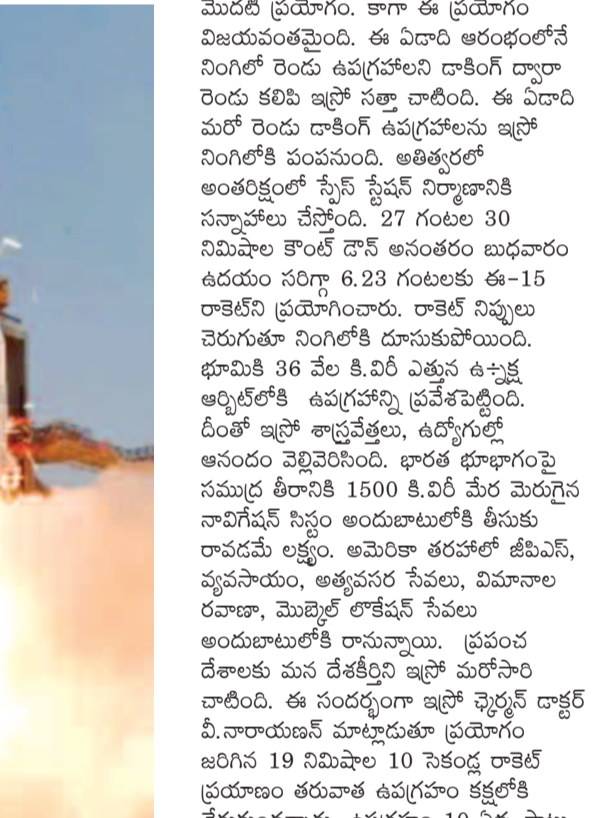 మొదటి ప్రయోగం. కాగా ఈ ప్రయోగం
విజయవంతమైంది. ఈ ఏడాది ఆరంభంలోనే
నింగిలో రెండు ఉపగ్రహాలని డాకింగ్ ద్వారా
రెండు కలిపి ఇస్రో సత్తా చాటింది. ఈ ఏడాది
మరో రెండు డాకింగ్ ఉపగ్రహాలను ఇస్రో
నింగిలోకి పంపనుంది. అతిత్వరలో
అంతరిక్షంలో స్పేస్ స్టేషన్ నిర్మాణానికి
సన్నాహాలు చేస్తోంది. 27 గంటల 30
నిమిషాల కౌంట్ డౌన్ అనంతరం బుధవారం
ఉదయం సరిగ్గా 6.23 గంటలకు ఈ-15
రాకెట్‌ని ప్రయోగించారు. రాకెట్ నిప్పులు
చెరుగుతూ నింగిలోకి దూసుకుపోయింది.
భూమికి 36 వేల కి.విరీ ఎత్తున
ఆర్బిట్‌లోకి ఉపగ్రహాన్ని ప్రవేశపెట్టింది.
దీంతో ఇస్రో శాస్త్రవేత్తలు, ఉద్యోగుల్లో
ఆనందం వెల్లివెరిసింది. భారత భూభాగంపై
సముద్ర తీరానికి 1500 కి.విరీ మేర మెరుగైన
నావిగేషన్ సిస్టం అందుబాటులోకి తీసుకు
రావడమే లక్ష్యం. అమెరికా తరహాలో జీపిఎస్,
వ్యవసాయం, అత్యవసర సేవలు, విమానాల
రవాణా, మొబ్కెల్ లొకేషన్ సేవలు
అందుబాటులోకి రానున్నాయి. ప్రపంచ
దేశాలకు మన దేశకీర్తిని ఇస్రో మరోసారి
చాటింది. ఈ సందర్భంగా ఇస్రో ఛ్కెర్మన్ డాక్టర్
వీ.నారాయణన్ మాట్లాడుతూ ప్రయోగం
జరిగిన 19 నిమిషాల 10 సెకండ్ల రాకెట్
ప్రయాణం తరువాత ఉపగ్రహం కక్షలోకి